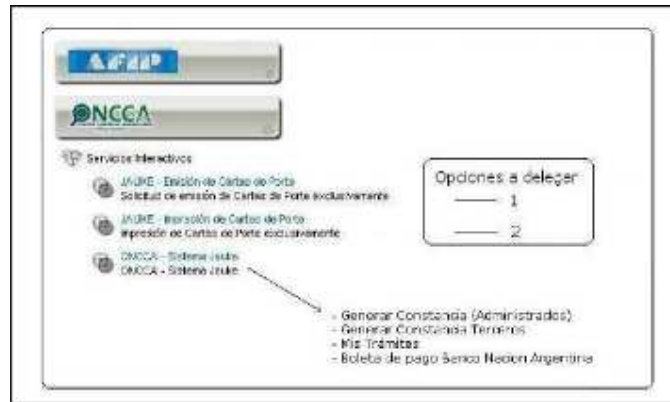 AFIP
ONCCA
Servicios Interactivos
JAUKE - Emisión de Cartas de Porte
Solicitud de emisión de Cartas de Porte exclusivamente
JAUKE - Impresión de Cartas de Porte
Impresión de Cartas de Porte exclusivamente
ONCCA - Sistema Jauke
ONCCA - Sistema Jauke
Opciones a delegar
1
2
- Generar Constancia (Administrados)
- Generar Constancia Terceros
- Mis Trámites
- Boleta de pago Banco Nacion Argentina